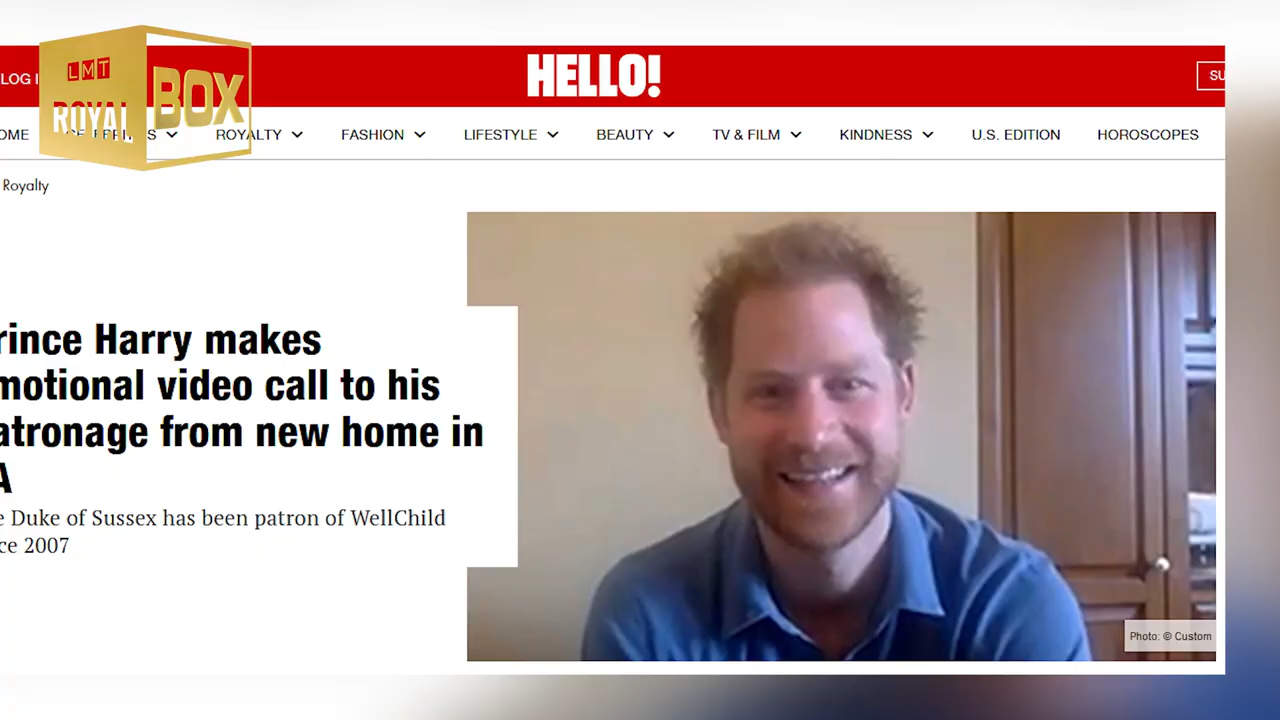 LMT
ROYAL
BOX
LOG I
HELLO!
SU
OME
ROYALTY
FASHION
LIFESTYLE
BEAUTY
TV & FILM
KINDNESS
U.S. EDITION
HOROSCOPES
Royalty
rince Harry makes
motional video call to his
atronage from new home in
A
e Duke of Sussex has been patron of WellChild
ce 2007
Photo: © Custom